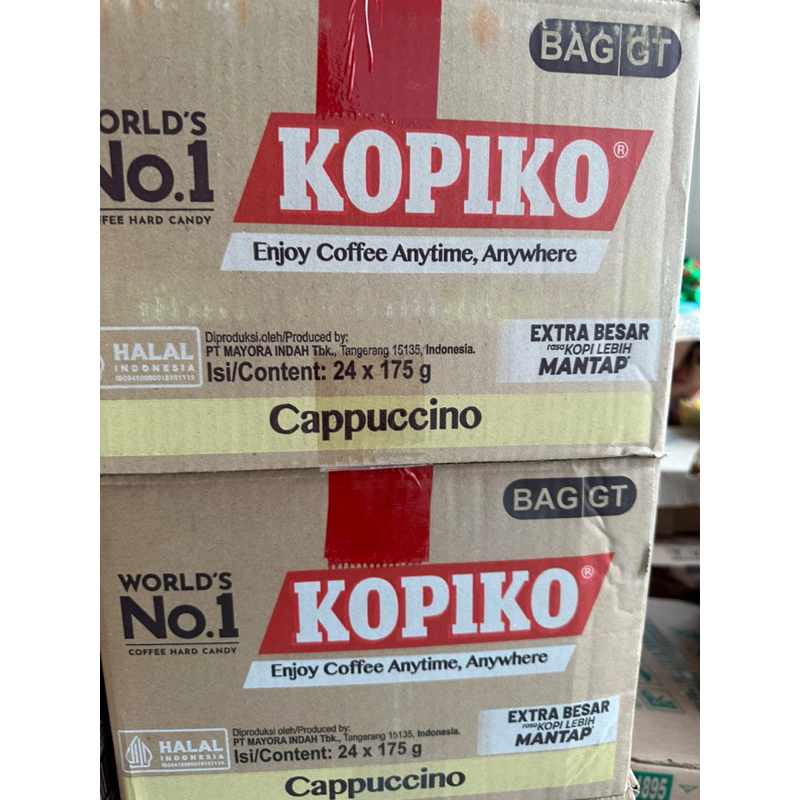 BAG GT
ORLD'S
No.1
FEE HARD CANDY
KOPIKO®
Enjoy Coffee Anytime, Anywhere
HALAL
INDONESIA
Diproduksi oleh/Produced by:
PT MAYORA INDAH Tbk., Tangerang 15135, Indonesia.
Isi/Content: 24 x 175 g
EXTRA BESAR
rasa KOPI LEBIH
MANTAP
Cappuccino
BAG GT
WORLD'S
No.1
COFFEE HARD CANDY
KOPIKO®
Enjoy Coffee Anytime, Anywhere
HALAL
INDONESIA
Diproduksi oleh/Produced by:
PT MAYORA INDAH Tbk., Tangerang 15135, Indonesia.
Isi/Content: 24 x 175 g
EXTRA BESAR
rasa KOPI LEBIH
MANTAP
Cappuccino
895